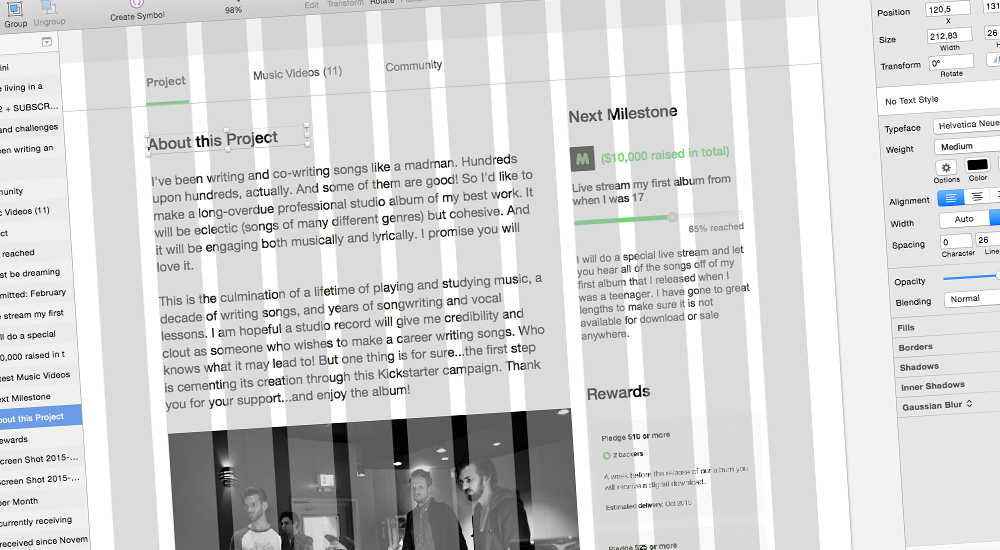 Group
Ungroup
Create Symbol
98%
Edit
Transform
Rotate
ini
e living in a
2 + SUBSCR...
and challenges
een writing an
munity
c Videos (11)
ct
reached
st be dreaming
mitted: February
e stream my first
ill do a special
0,000 raised in t
test Music Videos
ext Milestone
bout this Project
ewards
creen Shot 2015-...
creen Shot 2015-...
per Month
currently receiving
received since Novem
Project
Music Videos (11)
Community
About this Project
I've been writing and co-writing songs like a madman. Hundreds
upon hundreds, actually. And some of them are good! So I'd like to
make a long-overdue professional studio album of my best work. It
will be eclectic (songs of many different genres) but cohesive. And
it will be engaging both musically and lyrically. I promise you will
love it.
This is the culmination of a lifetime of playing and studying music, a
decade of writing songs, and years of songwriting and vocal
lessons. I am hopeful a studio record will give me credibility and
clout as someone who wishes to make a career writing songs. Who
knows what it may lead to! But one thing is for sure...the first step
is cementing its creation through this Kickstarter campaign. Thank
you for your support...and enjoy the album!
Next Milestone
M
($10,000 raised in total)
Live stream my first album from
when I was 17
65% reached
I will do a special live stream and let
you hear all of the songs off of my
first album that I released when I
was a teenager. I have gone to great
lengths to make sure it is not
available for download or sale
anywhere.
Rewards
Pledge $10 or more
2 backers
A week before the release of our album you
will receive a digital download.
Estimated delivery: Oct 2015
Pledge $25 or more
Position
120,5
131
X
Size
212,83
26
Width
H
Transform
0°
Rotate
No Text Style
Typeface
Helvetica Neue
Weight
Medium
Options
Color
Alignment
Width
Auto
Spacing
0
26
Character
Line
Opacity
Blending
Normal
Fills
Borders
Shadows
Inner Shadows
Gaussian Blur